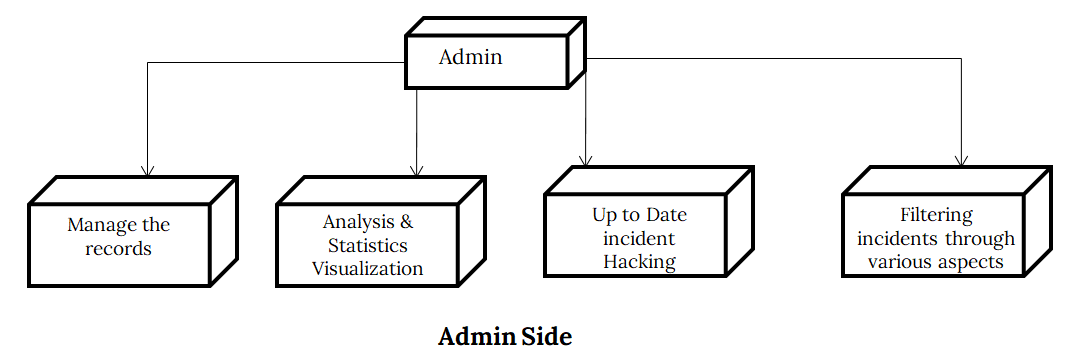 Admin
Manage the
records
Analysis &
Statistics
Visualization
Up to Date
incident
Hacking
Filtering
incidents through
various aspects
Admin Side